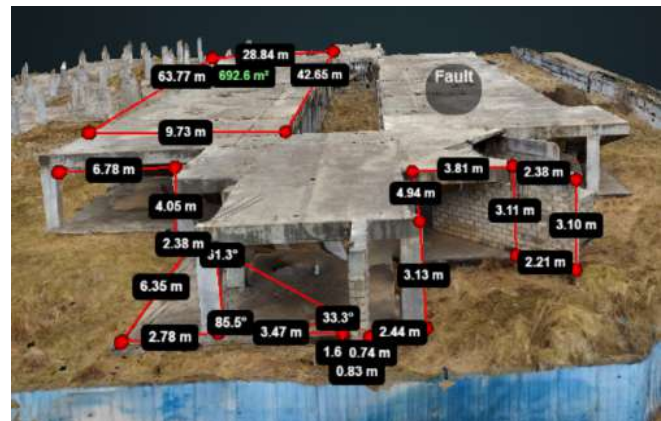 28.84 m
63.77 m
692.6 m²
42.65 m
Fault
9.73 m
6.78 m
3.81 m
2.38 m
4.94 m
4.05 m
3.11 m
3.10 m
2.38 m
2.21 m
3.13 m
6.35 m
33.3°
85.5°
2.78 m
3.47 m
2.44 m
1.6
0.74 m
0.83 m